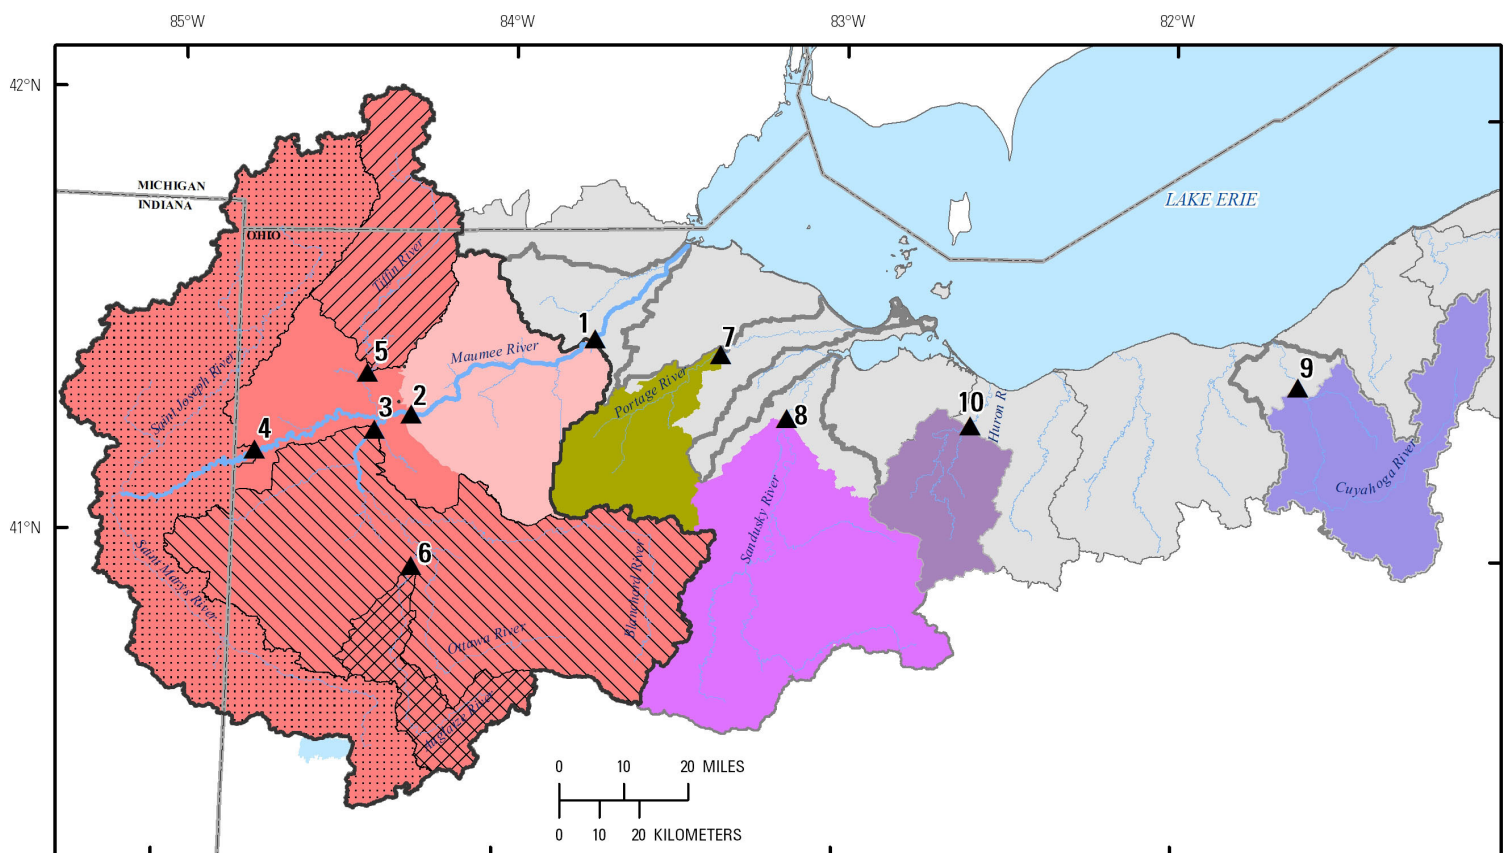 85°W 84°W 83°W 82°W
42°N
MICHIGAN
INDIANA
OHIO
LAKE ERIE
Tiffin River
1
Maumee River
7
5
Saint Joseph River
Portage River
9
2
3
10
Huron R
4
8
Cuyahoga River
41°N
Sandusky River
6
Saint Marys River
Blanchard River
Ottawa River
Auglaize River
0 10 20 MILES
0 10 20 KILOMETERS